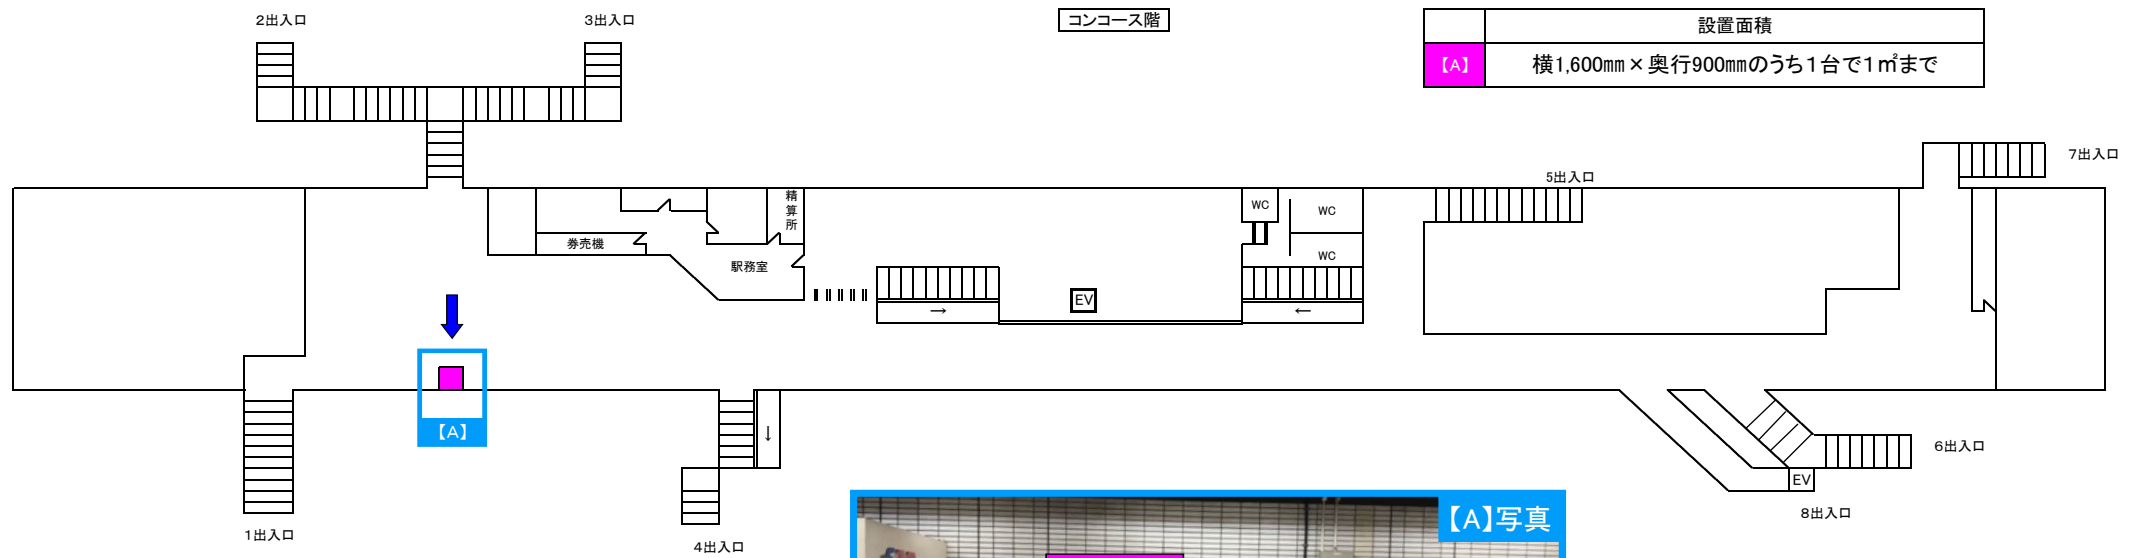 2出入口
3出入口
コンコース階
設置面積
【A】
横1,600㎜×奥行900㎜のうち1台で1㎡まで
7出入口
5出入口
精算所
WC
WC
WC
券売機
駅務室
EV
→
←
【A】
↓
6出入口
EV
8出入口
1出入口
4出入口
【A】写真